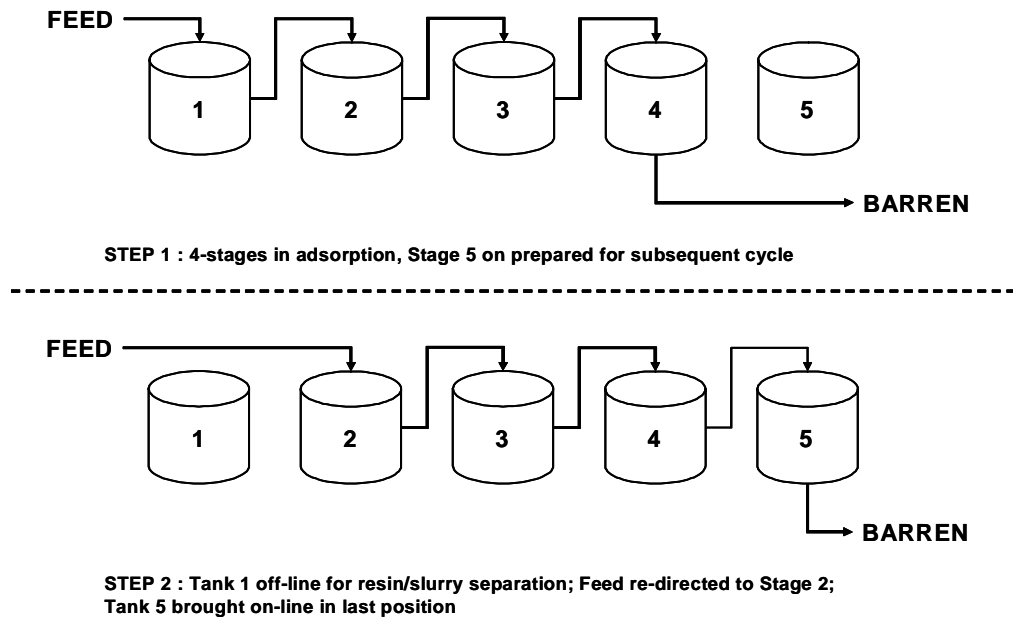 FEED
1
2
3
4
5
BARREN
STEP 1 : 4-stages in adsorption, Stage 5 on prepared for subsequent cycle
FEED
1
2
3
4
5
BARREN
STEP 2 : Tank 1 off-line for resin/slurry separation; Feed re-directed to Stage 2;
Tank 5 brought on-line in last position